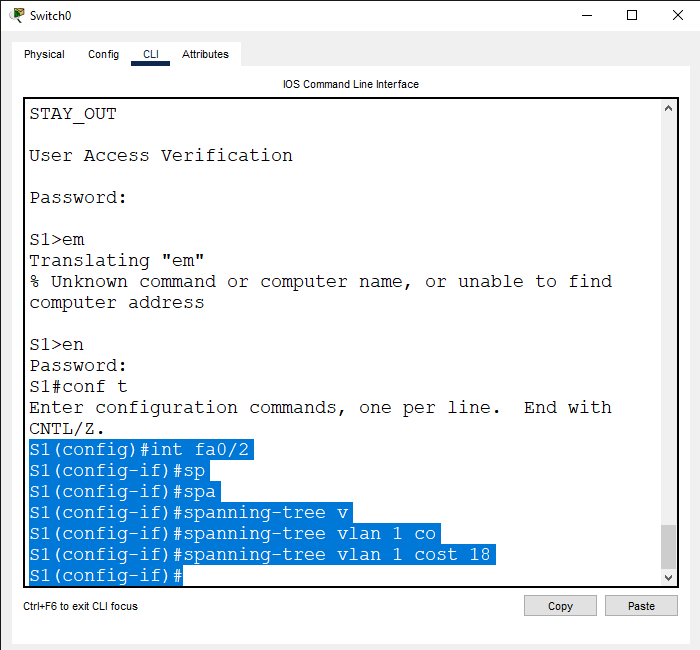 Switch0
Physical Config CLI Attributes
IOS Command Line Interface
STAY_OUT
User Access Verification
Password:
S1>em
Translating "em"
% Unknown command or computer name, or unable to find
computer address
S1>en
Password:
S1#conf t
Enter configuration commands, one per line.  End with
CNTL/Z.
S1(config)#int fa0/2
S1(config-if)#sp
S1(config-if)#spa
S1(config-if)#spanning-tree v
S1(config-if)#spanning-tree vlan 1 co
S1(config-if)#spanning-tree vlan 1 cost 18
S1(config-if)#
Ctrl+F6 to exit CLI focus Copy Paste